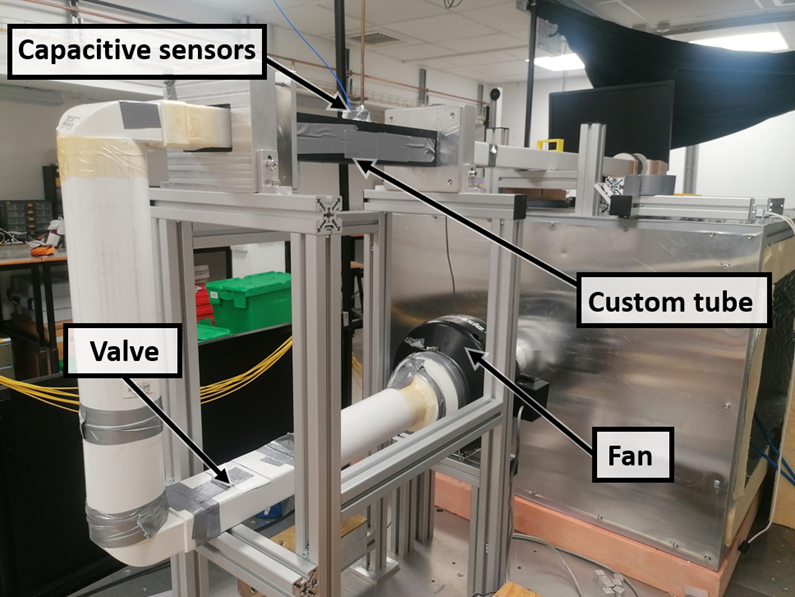 Capacitive sensors
Custom tube
Valve
Fan